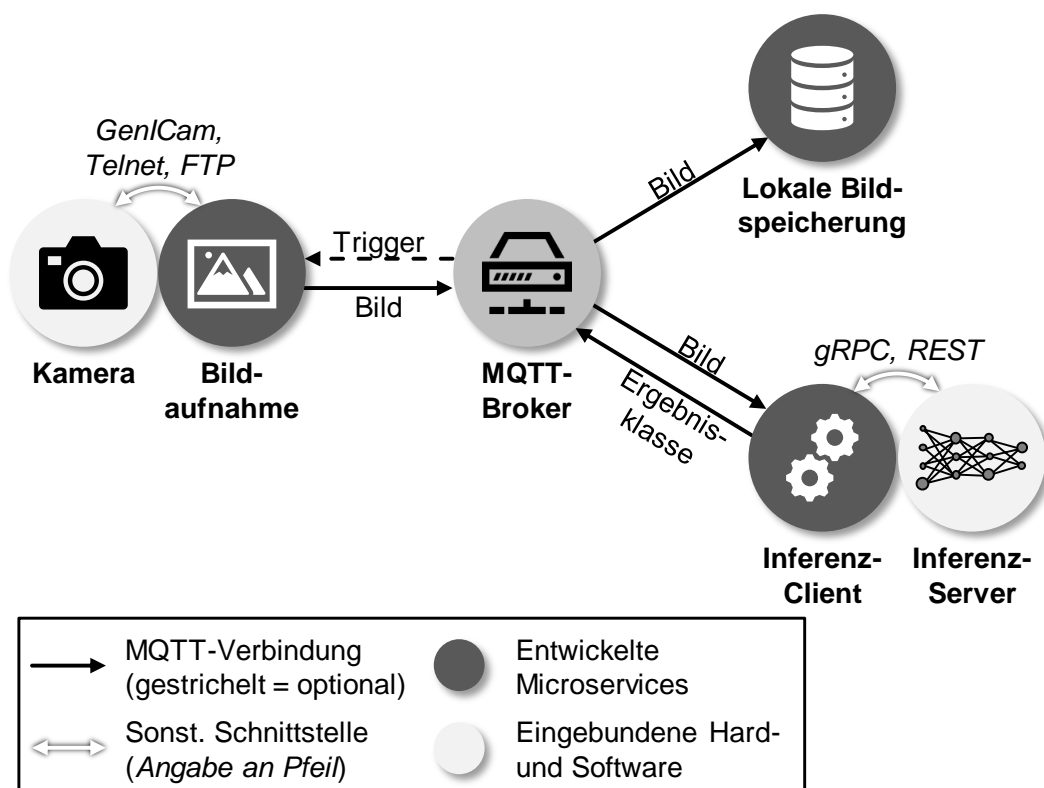 GenICam,
Telnet, FTP
Kamera
Bild-
aufnahme
Trigger
Bild
MQTT-
Broker
Bild
Lokale Bild-
speicherung
Bild
Ergebnis-
klasse
gRPC, REST
Inferenz-
Client
Inferenz-
Server
MQTT-Verbindung
(gestrichelt = optional)
Sonst. Schnittstelle
(Angabe an Pfeil)
Entwickelte
Microservices
Eingebundene Hard-
und Software